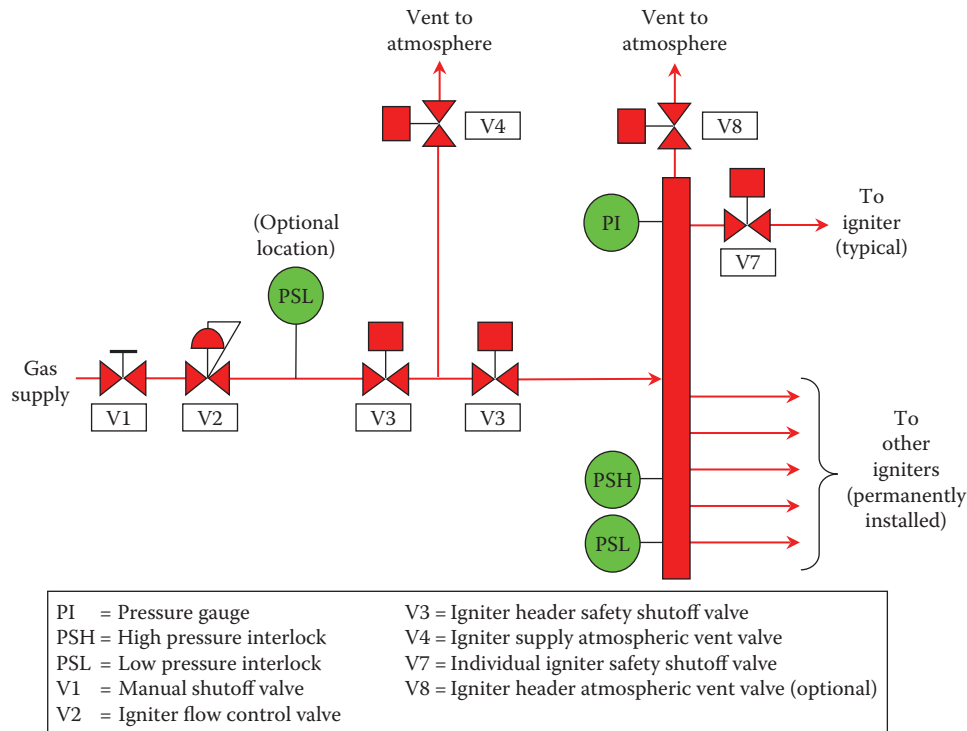 Vent to
atmosphere
Vent to
atmosphere
V4
V8
(Optional
location)
PSL
PI
To
igniter
(typical)
V7
Gas
supply
V1
V2
V3
V3
PSH
PSL
To
other
igniters
(permanently
installed)
PI = Pressure gauge
PSH = High pressure interlock
PSL = Low pressure interlock
V1 = Manual shutoff valve
V2 = Igniter flow control valve
V3 = Igniter header safety shutoff valve
V4 = Igniter supply atmospheric vent valve
V7 = Individual igniter safety shutoff valve
V8 = Igniter header atmospheric vent valve (optional)